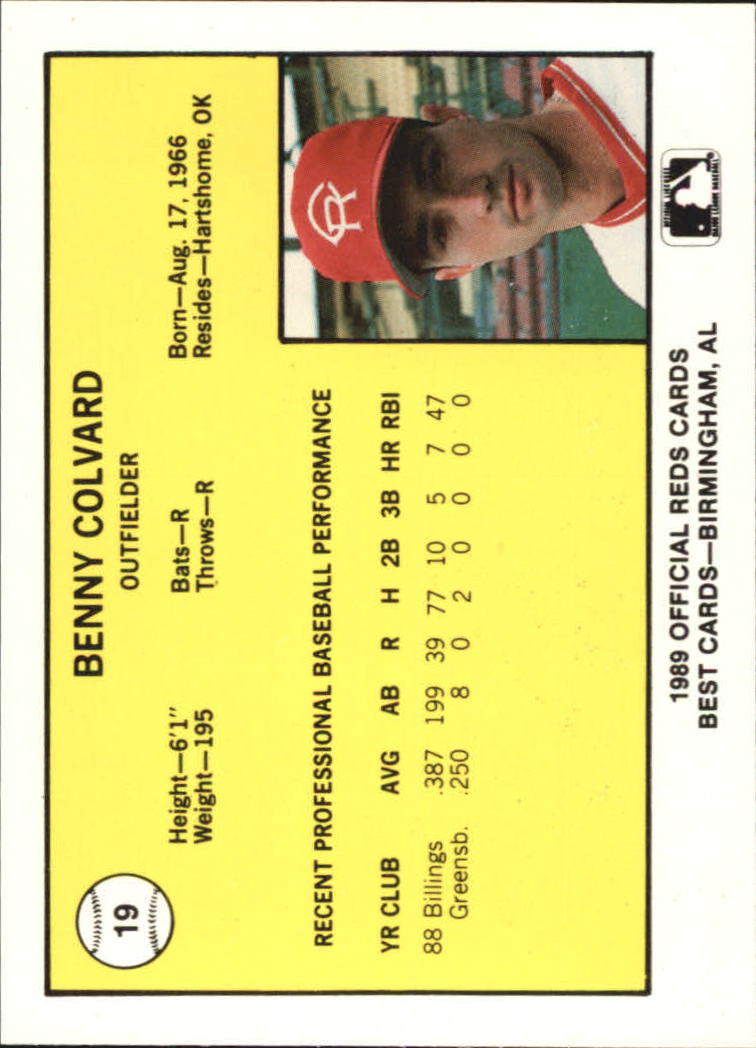 19
BENNY COLVARD
OUTFIELDER
Height—6'1" Bats—R Born—Aug. 17, 1966
Weight—195 Throws—R Resides—Hartshome, OK
RECENT PROFESSIONAL BASEBALL PERFORMANCE
YR CLUB AVG AB R H 2B 3B HR RBI
88 Billings .387 199 39 77 10 5 7 47
Greensb. .250 8 0 2 0 0 0 0
1989 OFFICIAL REDS CARDS
BEST CARDS—BIRMINGHAM, AL